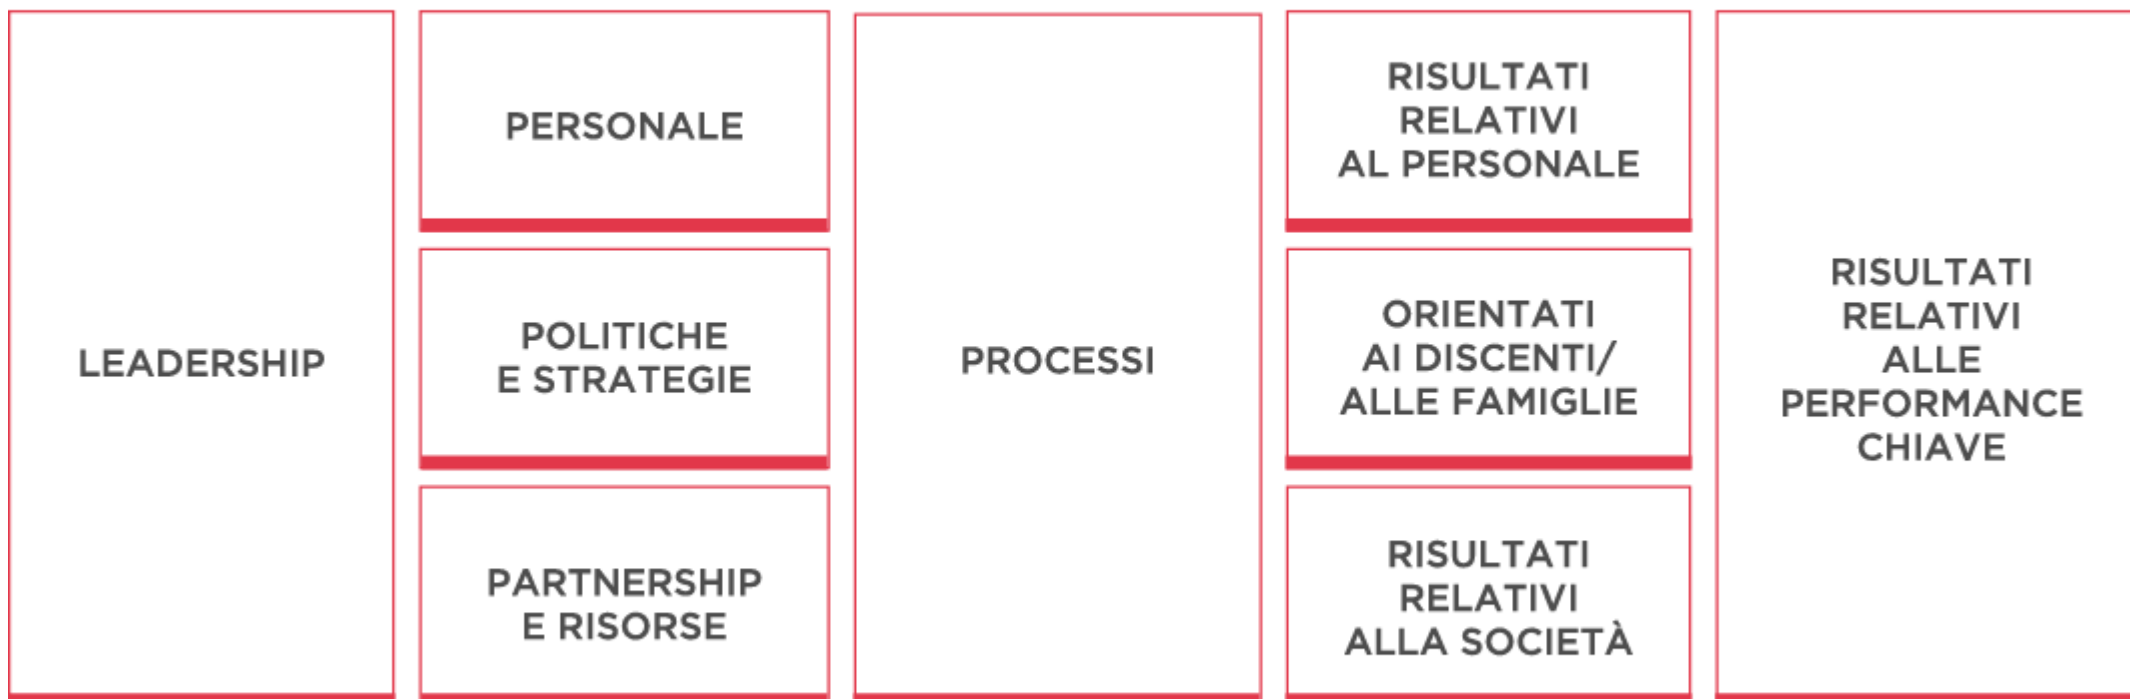 LEADERSHIP
PERSONALE
POLITICHE
E STRATEGIE
PARTNERSHIP
E RISORSE
PROCESSI
RISULTATI
RELATIVI
AL PERSONALE
ORIENTATI
AI DISCENTI/
ALLE FAMIGLIE
RISULTATI
RELATIVI
ALLA SOCIETÀ
RISULTATI
RELATIVI
ALLE
PERFORMANCE
CHIAVE